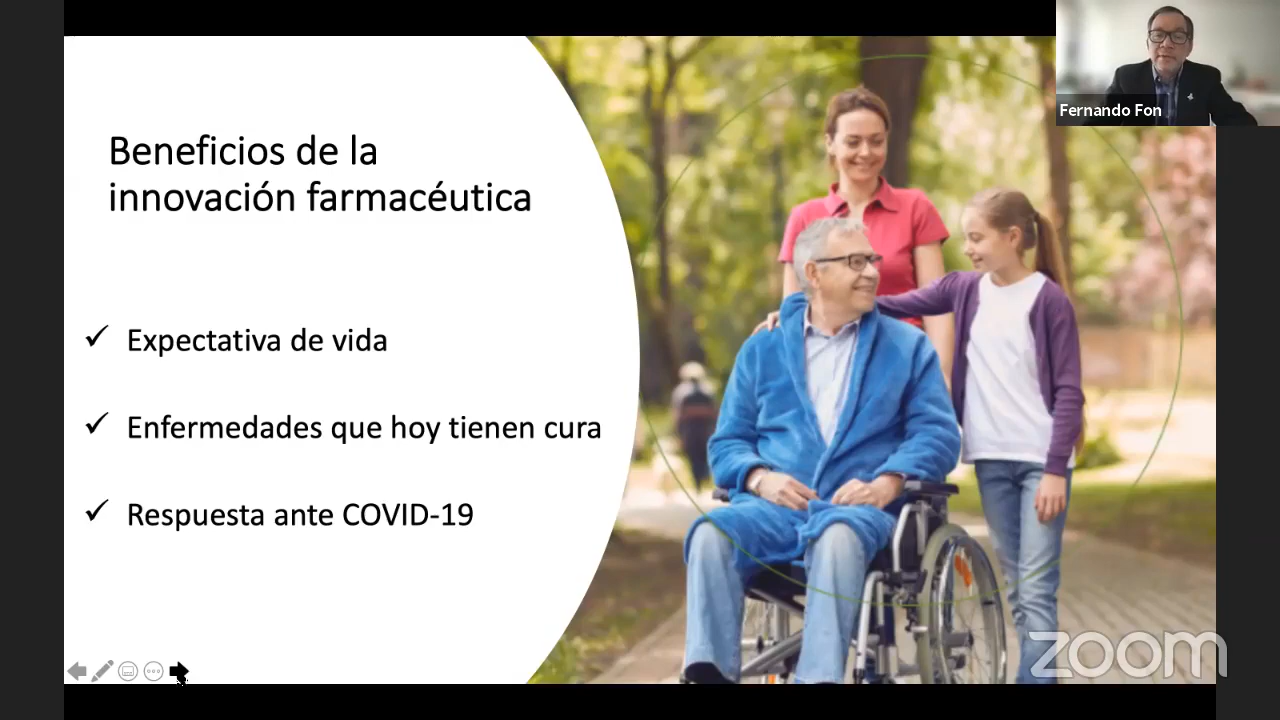 Fernando Fon
Beneficios de la
innovación farmacéutica
✓ Expectativa de vida
✓ Enfermedades que hoy tienen cura
✓ Respuesta ante COVID-19
zoom